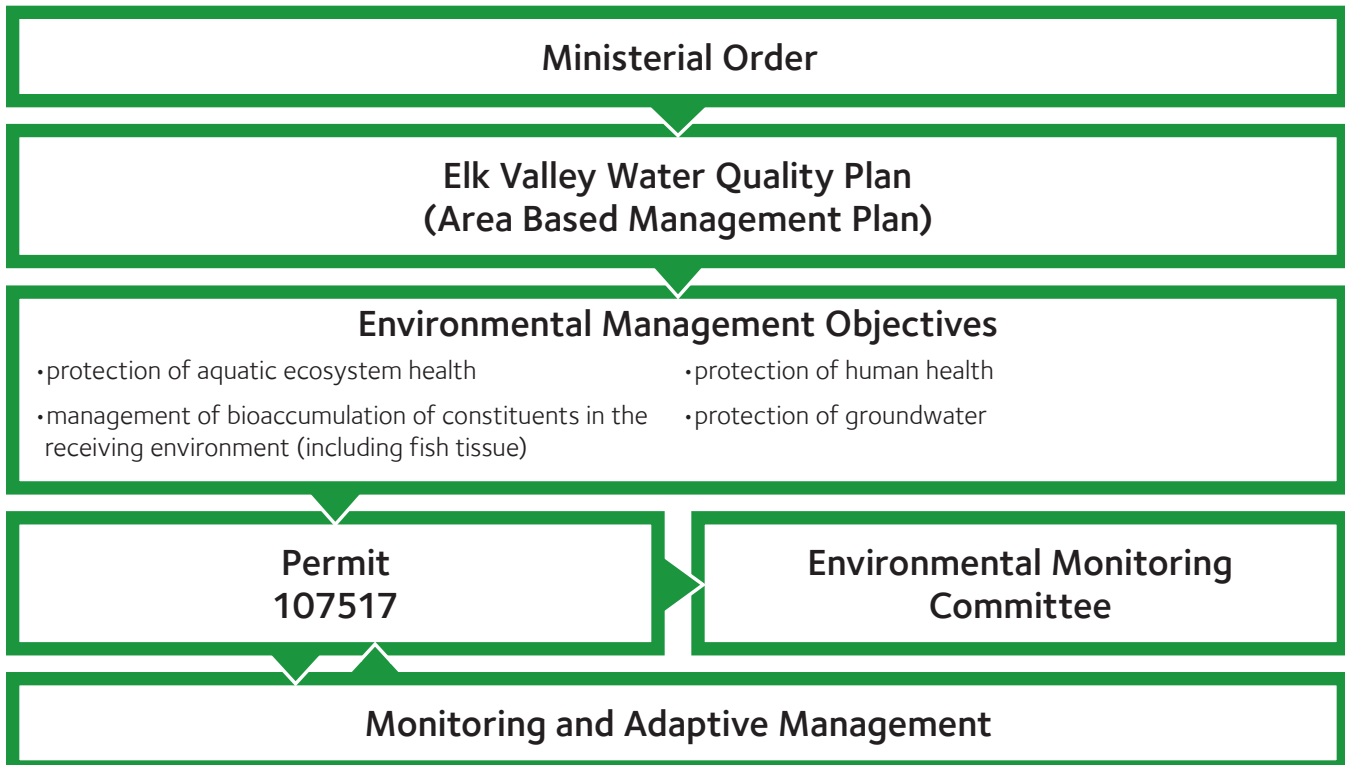 Ministerial Order
Elk Valley Water Quality Plan
(Area Based Management Plan)
Environmental Management Objectives
•protection of aquatic ecosystem health
•management of bioaccumulation of constituents in the
receiving environment (including fish tissue)
•protection of human health
•protection of groundwater
Permit
107517
Environmental Monitoring
Committee
Monitoring and Adaptive Management